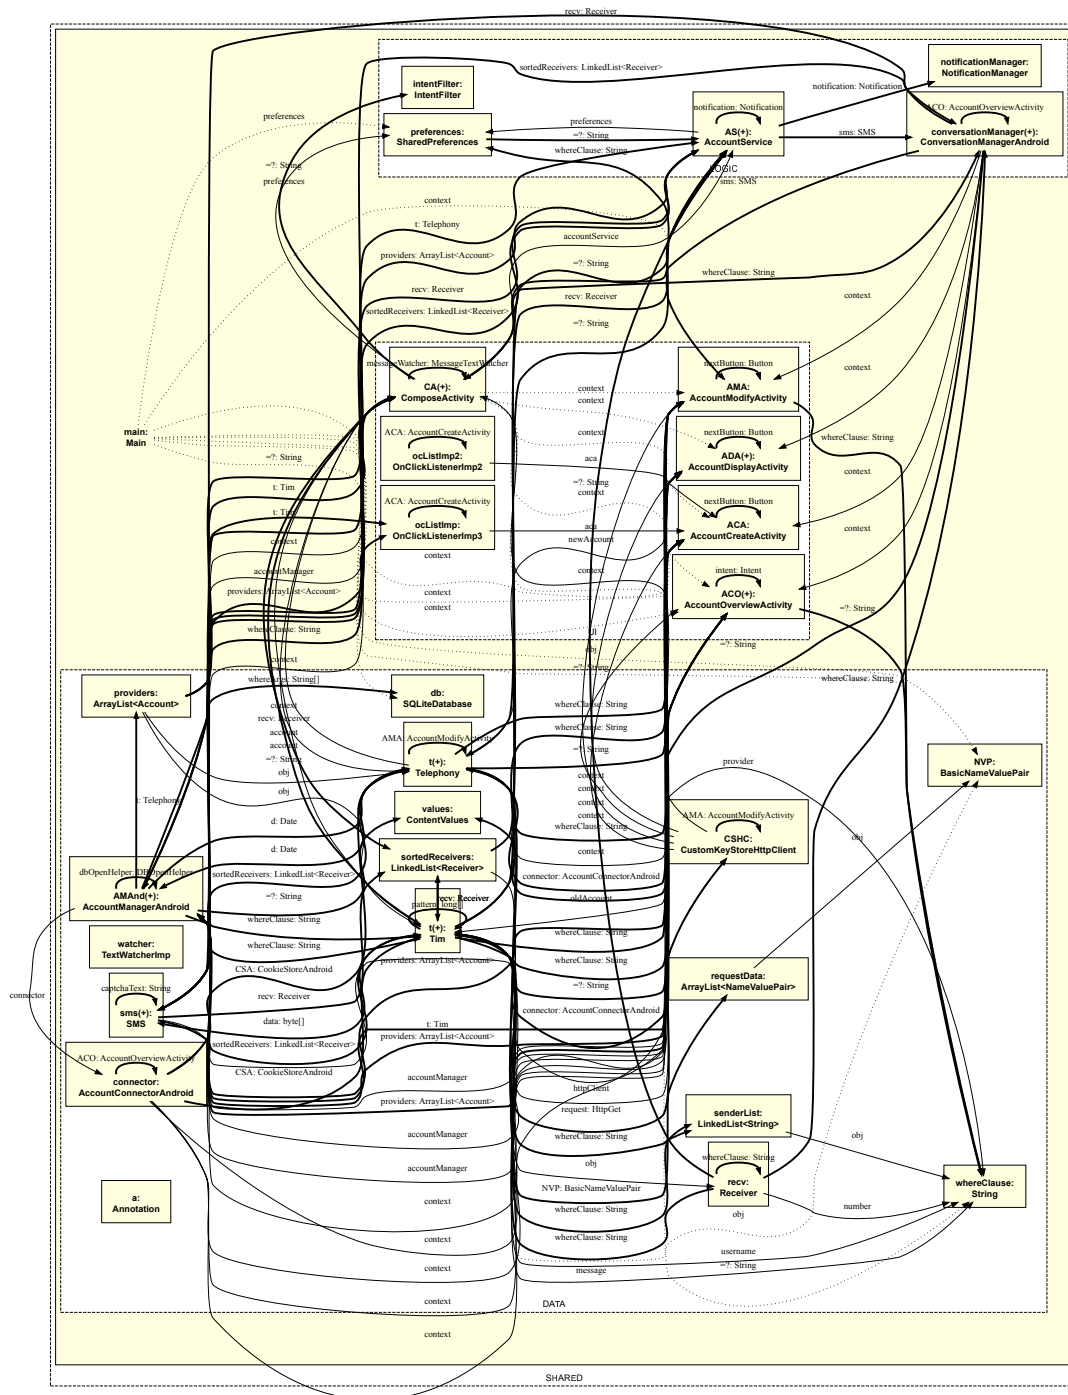 recv: Receiver
sortedReceivers: LinkedList<Receiver>
notificationManager:
NotificationManager
intentFilter:
IntentFilter
notification: Notification
notification: Notification
ACO: AccountOverviewActivity
preferences
preferences:
SharedPreferences
preferences
=?: String
AS(+):
AccountService
sms: SMS
conversationManager(+):
ConversationManagerAndroid
whereClause: String
=?: String
LOGIC
preferences
sms: SMS
context
t: Telephony
accountService
providers: ArrayList<Account>
=?: String
whereClause: String
recv: Receiver
recv: Receiver
context
sortedReceivers: LinkedList<Receiver>
=?: String
messageWatcher: MessageTextWatcher
nextButton: Button
context
CA(+):
ComposeActivity
context
context
AMA:
AccountModifyActivity
main:
Main
ACA: AccountCreateActivity
context
nextButton: Button
whereClause: String
ocListImp2:
OnClickListenerImp2
aca
ADA(+):
AccountDisplayActivity
=?: String
=?: String
context
t: Tim
context
ACA: AccountCreateActivity
nextButton: Button
t: Tim
ocListImp:
OnClickListenerImp3
aca
newAccount
ACA:
AccountCreateActivity
context
context
context
context
accountManager
intent: Intent
providers: ArrayList<Account>
context
ACO(+):
AccountOverviewActivity
context
=?: String
whereClause: String
UI
=?: String
obj
context
=?: String
whereArgs: String[]
whereClause: String
providers:
ArrayList<Account>
db:
SQLiteDatabase
context
whereClause: String
recv: Receiver
whereClause: String
account
AMA: AccountModifyActivity
account
=?: String
=?: String
t(+):
Telephony
provider
NVP:
BasicNameValuePair
obj
context
context
obj
t: Telephony
values:
ContentValues
context
context
AMA: AccountModifyActivity
d: Date
whereClause: String
obj
CSHC:
CustomKeyStoreHttpClient
d: Date
context
sortedReceivers:
LinkedList<Receiver>
dbOpenHelper: DBOpenHelper
sortedReceivers: LinkedList<Receiver>
connector: AccountConnectorAndroid
AMAnd(+):
AccountManagerAndroid
=?: String
recv: Receiver
oldAccount
pattern: long[]
whereClause: String
t(+):
Tim
whereClause: String
watcher:
TextWatcherImp
whereClause: String
whereClause: String
CSA: CookieStoreAndroid
providers: ArrayList<Account>
requestData:
ArrayList<NameValuePair>
captchaText: String
=?: String
connector
recv: Receiver
sms(+):
SMS
connector: AccountConnectorAndroid
data: byte[]
t: Tim
sortedReceivers: LinkedList<Receiver>
providers: ArrayList<Account>
ACO: AccountOverviewActivity
CSA: CookieStoreAndroid
connector:
AccountConnectorAndroid
accountManager
httpClient
providers: ArrayList<Account>
request: HttpGet
senderList:
LinkedList<String>
accountManager
whereClause: String
obj
whereClause: String
accountManager
obj
recv:
Receiver
whereClause:
String
a:
Annotation
NVP: BasicNameValuePair
context
whereClause: String
number
obj
context
whereClause: String
username
context
message
=?: String
context
DATA
context
SHARED